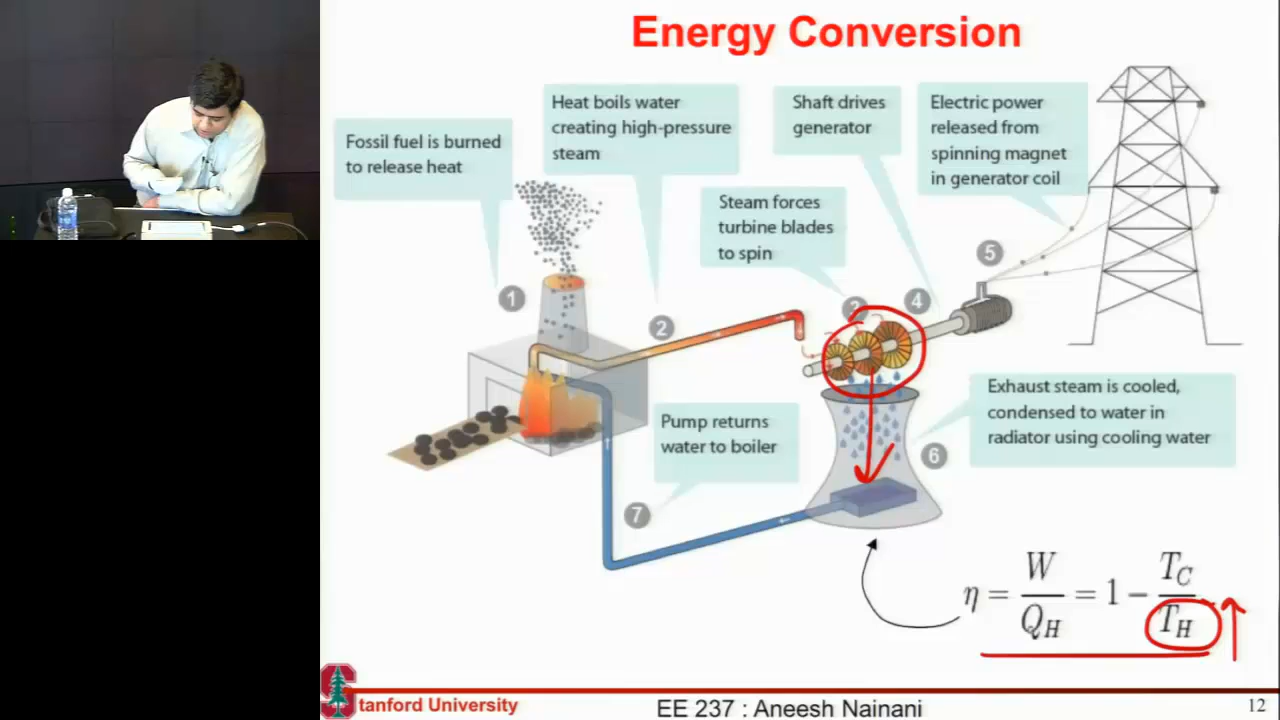 Energy Conversion
Fossil fuel is burned
to release heat
Heat boils water
creating high-pressure
steam
Steam forces
turbine blades
to spin
Shaft drives
generator
Electric power
released from
spinning magnet
in generator coil
1
2
3
4
5
Exhaust steam is cooled,
condensed to water in
radiator using cooling water
6
Pump returns
water to boiler
7
η = W / Q_H = 1 − T_C / T_H
Stanford University
EE 237 : Aneesh Nainani
12